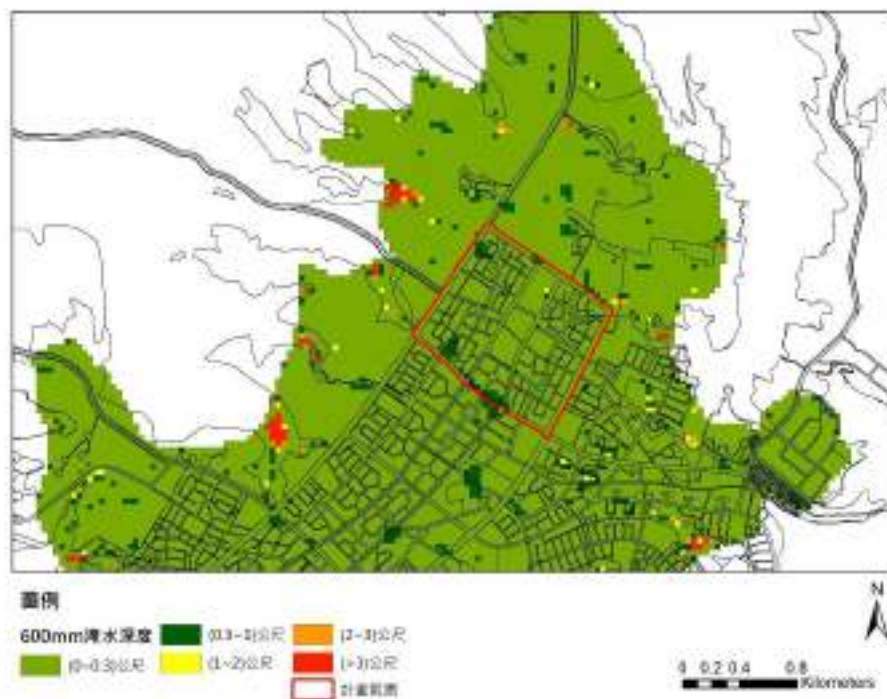 N
圖例
600mm淹水深度
(0~0.3)公尺
(0.3~1)公尺
(1~2)公尺
(2~3)公尺
(>3)公尺
計畫範圍
0 0.2 0.4 0.8
Kilometers